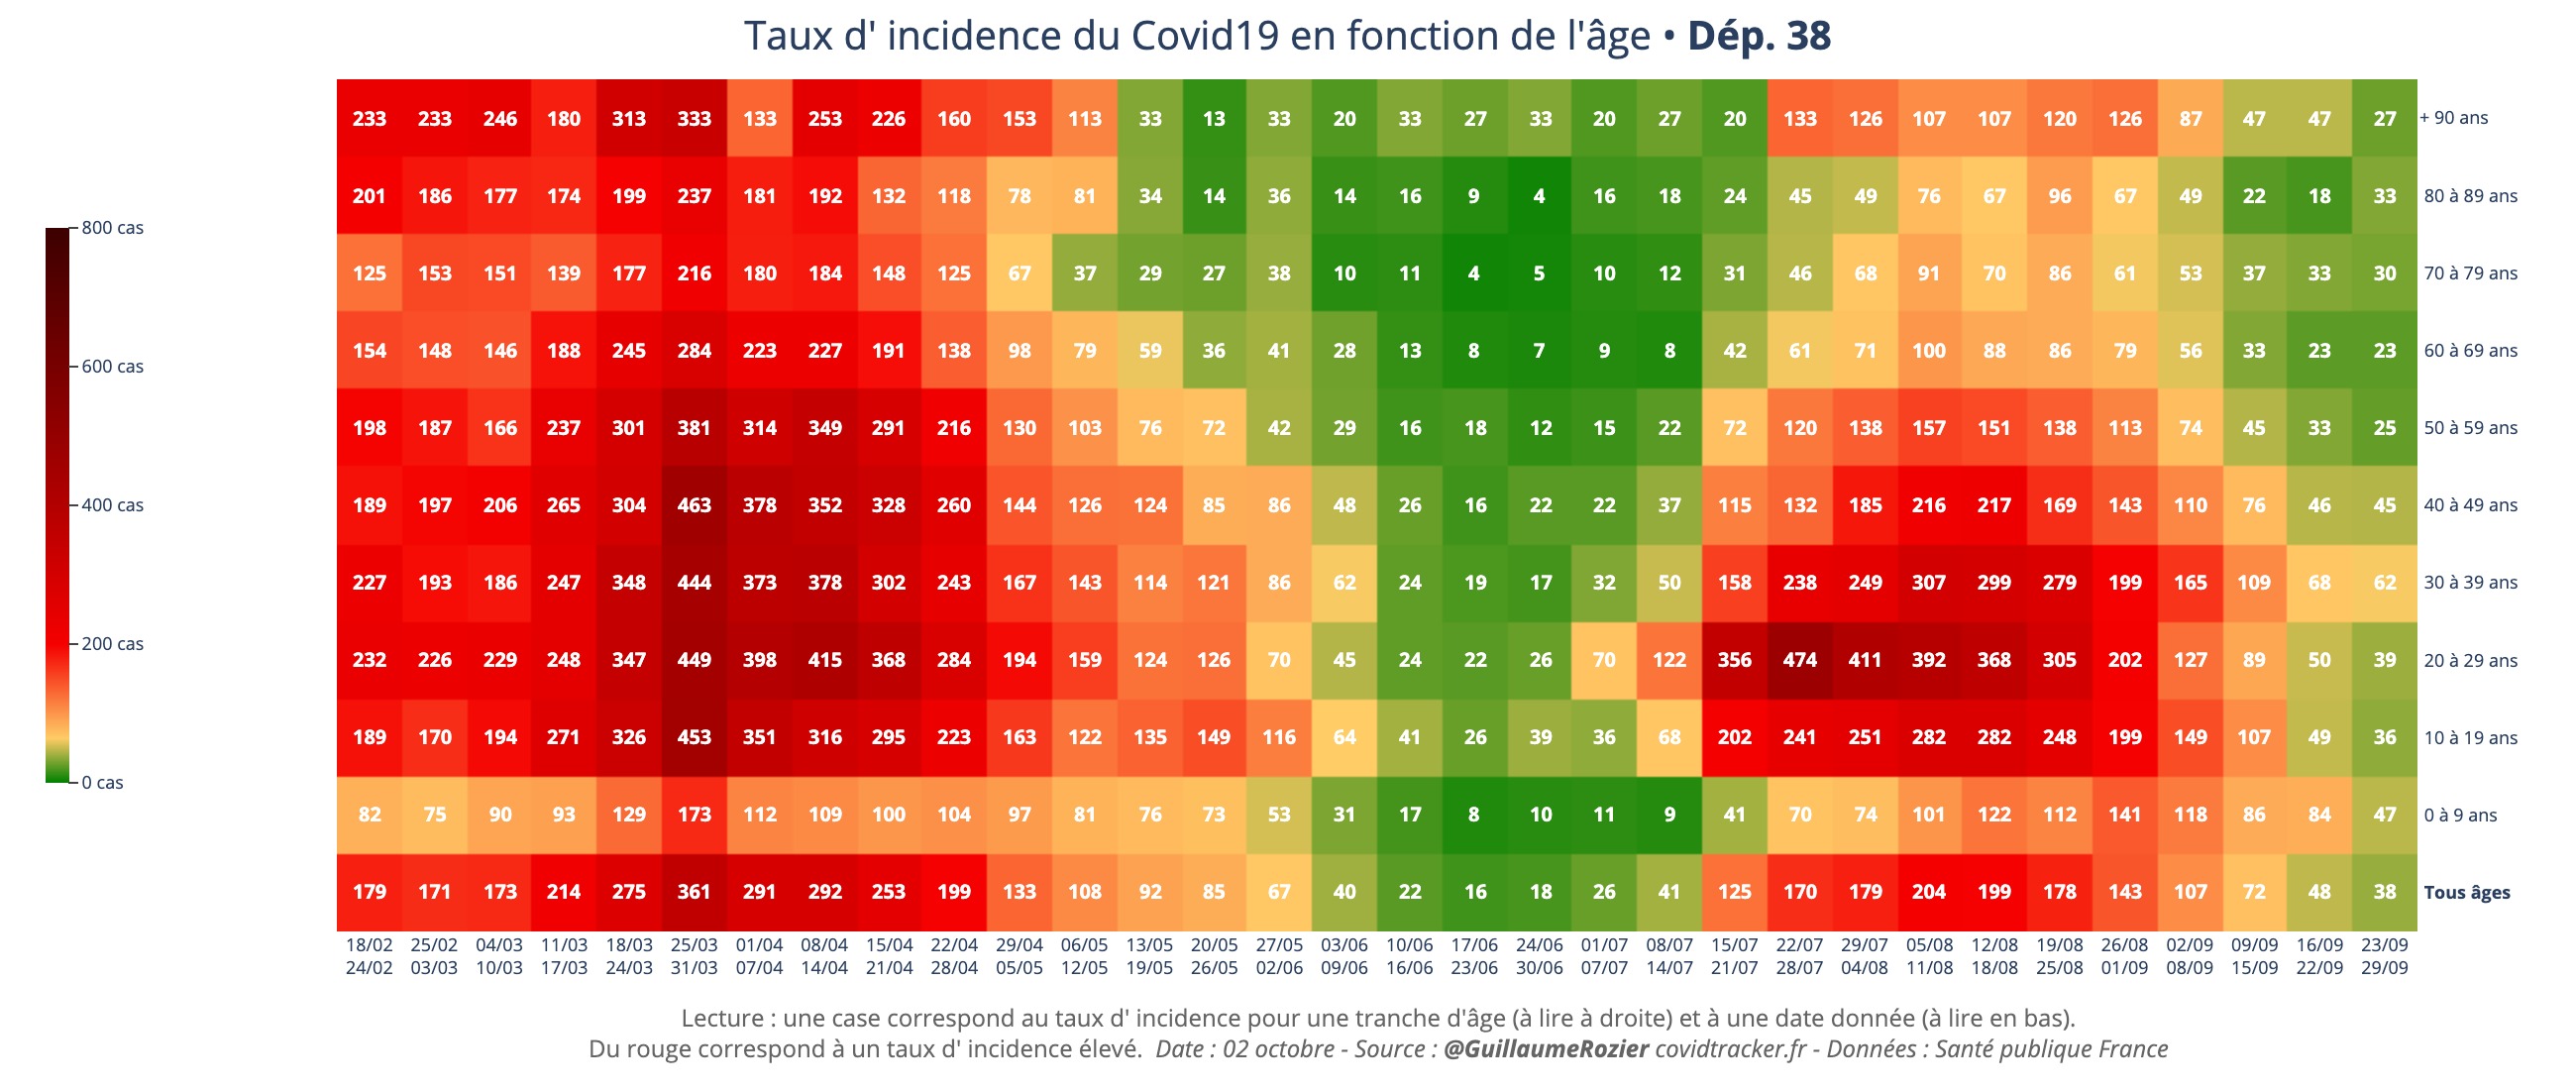 Taux d' incidence du Covid19 en fonction de l'âge • Dép. 38
800 cas
600 cas
400 cas
200 cas
0 cas
233 233 246 180 313 333 133 253 226 160 153 113 33 13 33 20 33 27 33 20 27 20 133 126 107 107 120 126 87 47 47 27 + 90 ans
201 186 177 174 199 237 181 192 132 118 78 81 34 14 36 14 16 9 4 16 18 24 45 49 76 67 96 67 49 22 18 33 80 à 89 ans
125 153 151 139 177 216 180 184 148 125 67 37 29 27 38 10 11 4 5 10 12 31 46 68 91 70 86 61 53 37 33 30 70 à 79 ans
154 148 146 188 245 284 223 227 191 138 98 79 59 36 41 28 13 8 7 9 8 42 61 71 100 88 86 79 56 33 23 23 60 à 69 ans
198 187 166 237 301 381 314 349 291 216 130 103 76 72 42 29 16 18 12 15 22 72 120 138 157 151 138 113 74 45 33 25 50 à 59 ans
189 197 206 265 304 463 378 352 328 260 144 126 124 85 86 48 26 16 22 22 37 115 132 185 216 217 169 143 110 76 46 45 40 à 49 ans
227 193 186 247 348 444 373 378 302 243 167 143 114 121 86 62 24 19 17 32 50 158 238 249 307 299 279 199 165 109 68 62 30 à 39 ans
232 226 229 248 347 449 398 415 368 284 194 159 124 126 70 45 24 22 26 70 122 356 474 411 392 368 305 202 127 89 50 39 20 à 29 ans
189 170 194 271 326 453 351 316 295 223 163 122 135 149 116 64 41 26 39 36 68 202 241 251 282 282 248 199 149 107 49 36 10 à 19 ans
82 75 90 93 129 173 112 109 100 104 97 81 76 73 53 31 17 8 10 11 9 41 70 74 101 122 112 141 118 86 84 47 0 à 9 ans
179 171 173 214 275 361 291 292 253 199 133 108 92 85 67 40 22 16 18 26 41 125 170 179 204 199 178 143 107 72 48 38 Tous âges
18/02 25/02 04/03 11/03 18/03 25/03 01/04 08/04 15/04 22/04 29/04 06/05 13/05 20/05 27/05 03/06 10/06 17/06 24/06 01/07 08/07 15/07 22/07 29/07 05/08 12/08 19/08 26/08 02/09 09/09 16/09 23/09
24/02 03/03 10/03 17/03 24/03 31/03 07/04 14/04 21/04 28/04 05/05 12/05 19/05 26/05 02/06 09/06 16/06 23/06 30/06 07/07 14/07 21/07 28/07 04/08 11/08 18/08 25/08 01/09 08/09 15/09 22/09 29/09
Lecture : une case correspond au taux d' incidence pour une tranche d'âge (à lire à droite) et à une date donnée (à lire en bas).
Du rouge correspond à un taux d' incidence élevé. Date : 02 octobre - Source : @GuillaumeRozier covidtracker.fr - Données : Santé publique France